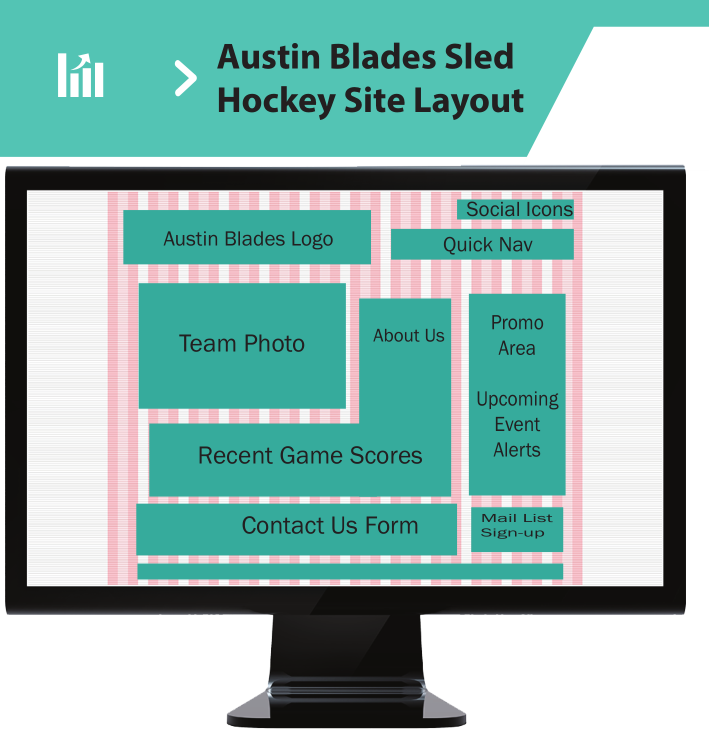 Austin Blades Sled
Hockey Site Layout
Social Icons
Austin Blades Logo
Quick Nav
Team Photo
About Us
Promo
Area
Upcoming
Event
Alerts
Recent Game Scores
Contact Us Form
Mail List
Sign-up